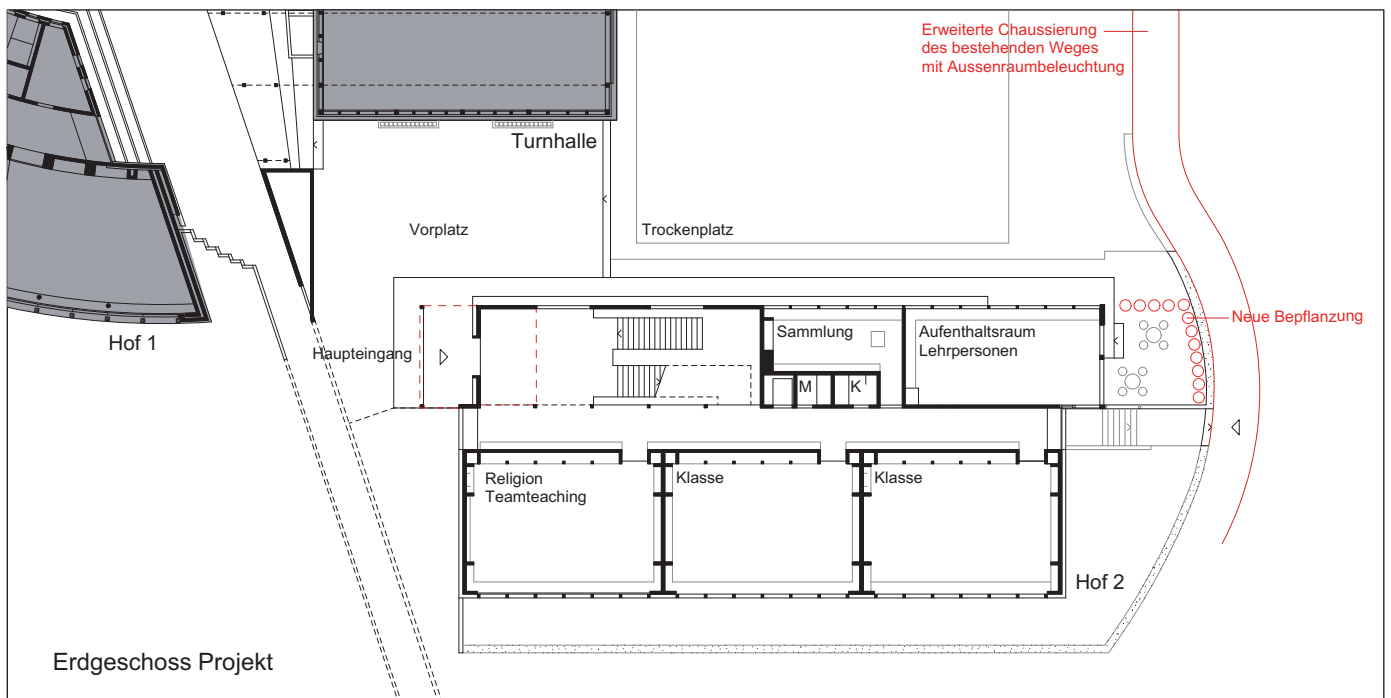 Erweiterte Chaussierung
des bestehenden Weges
mit Aussenraumbeleuchtung
Turnhalle
Vorplatz
Trockenplatz
Neue Bepflanzung
Hof 1
Haupteingang
Sammlung
Aufenthaltsraum
Lehrpersonen
M
K
Religion
Teamteaching
Klasse
Klasse
Hof 2
Erdgeschoss Projekt